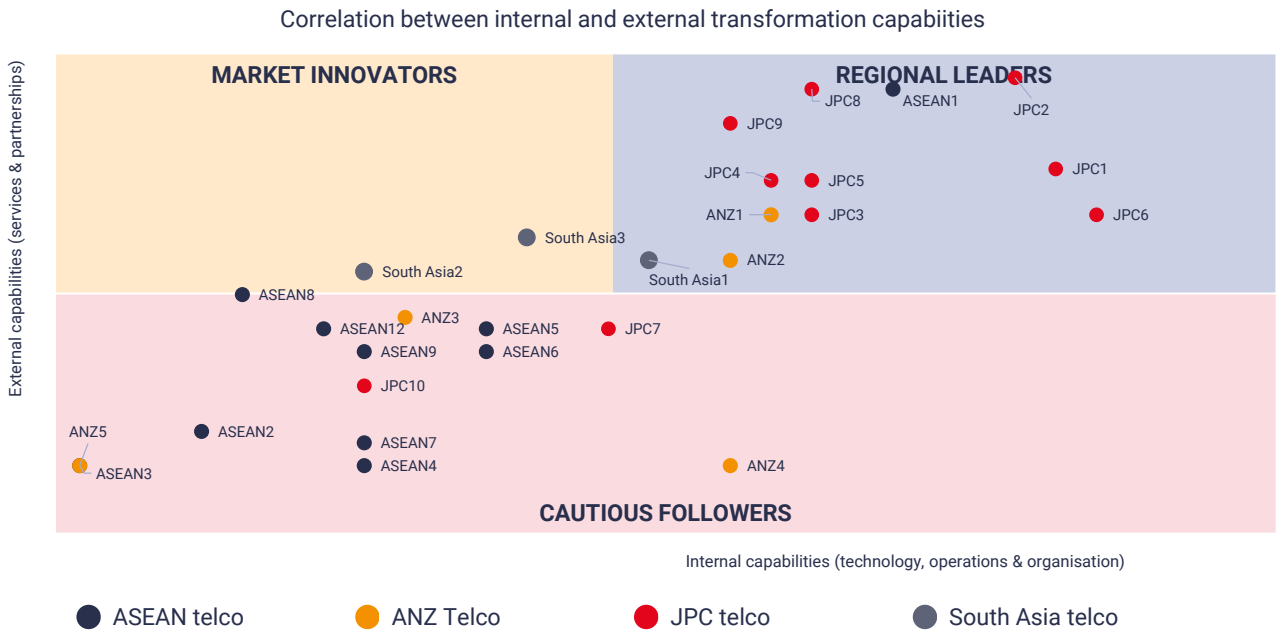 Correlation between internal and external transformation capabiities
External capabilities (services & partnerships)
MARKET INNOVATORS
REGIONAL LEADERS
JPC8
ASEAN1
JPC2
JPC9
JPC4
JPC5
JPC1
ANZ1
JPC3
JPC6
South Asia3
ANZ2
South Asia2
South Asia1
ASEAN8
ANZ3
ASEAN12
ASEAN5
JPC7
ASEAN9
ASEAN6
JPC10
ANZ5
ASEAN2
ASEAN7
ASEAN3
ASEAN4
ANZ4
CAUTIOUS FOLLOWERS
Internal capabilities (technology, operations & organisation)
ASEAN telco
ANZ Telco
JPC telco
South Asia telco